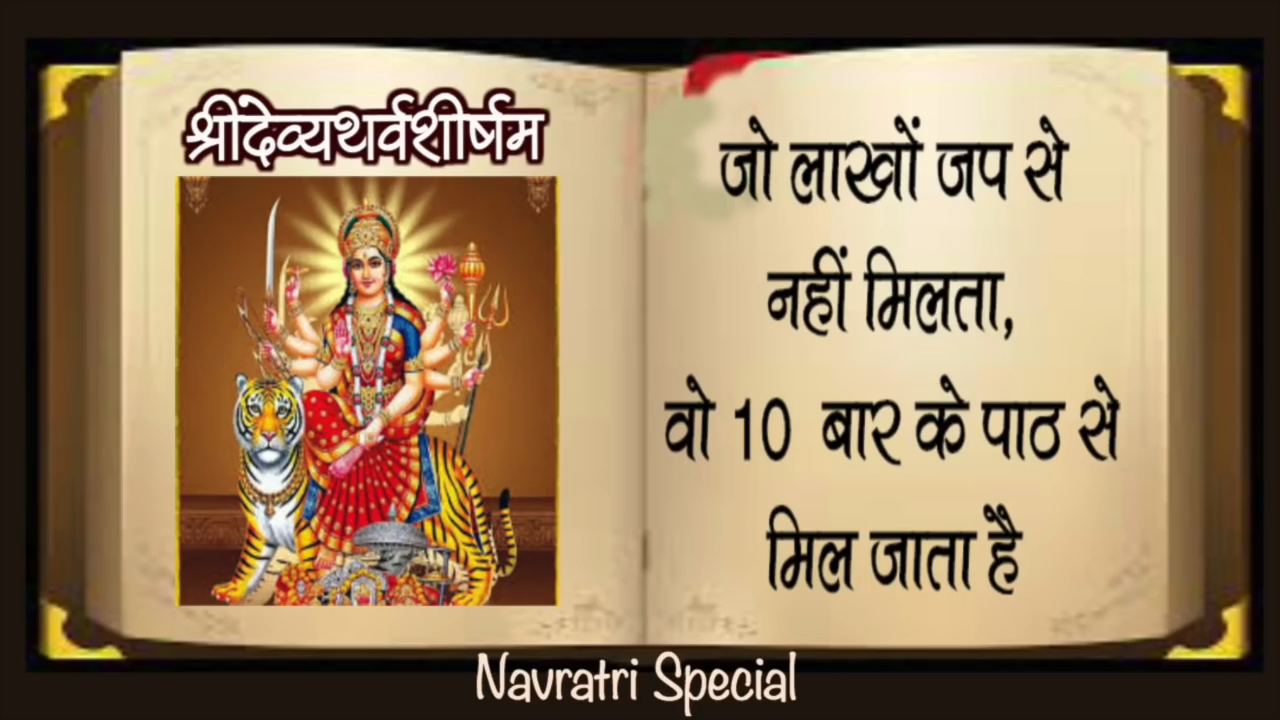 श्रीदेव्यथर्वशीर्षम
जो लाखों जप से
नहीं मिलता,
वो 10 बार के पाठ से
मिल जाता है
Navratri Special